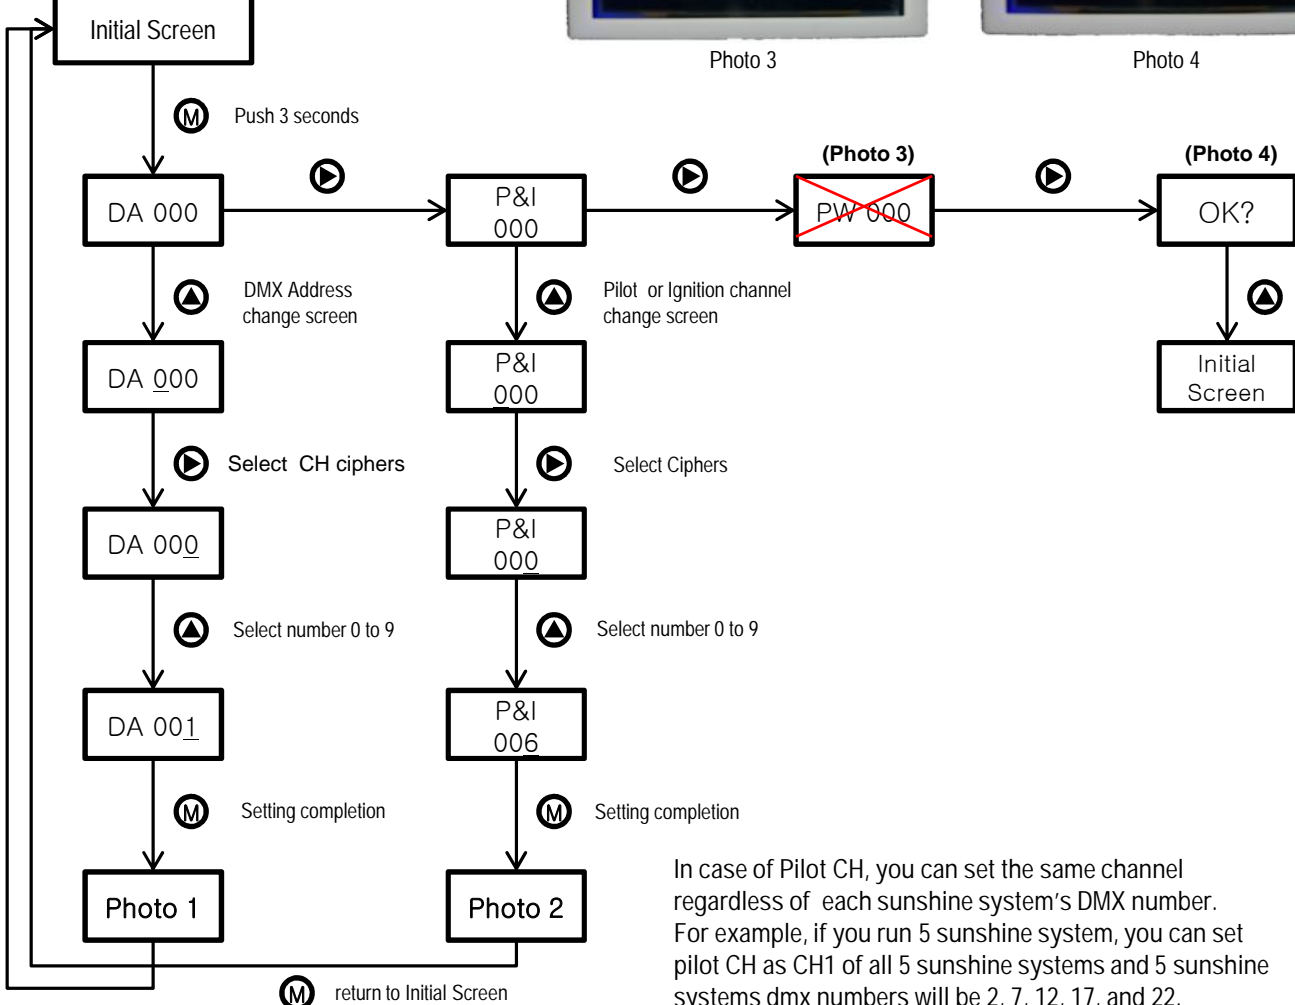 Initial Screen
Photo 3
Photo 4
M
Push 3 seconds
(Photo 3)
(Photo 4)
DA 000
P&I
000
PW 000
OK?
DMX Address
change screen
Pilot or Ignition channel
change screen
DA 000
P&I
000
Initial
Screen
Select CH ciphers
Select Ciphers
DA 000
P&I
000
Select number 0 to 9
Select number 0 to 9
DA 001
P&I
006
M
Setting completion
M
Setting completion
Photo 1
Photo 2
In case of Pilot CH, you can set the same channel
regardless of each sunshine system's DMX number.
For example, if you run 5 sunshine system, you can set
pilot CH as CH1 of all 5 sunshine systems and 5 sunshine
systems dmx numbers will be 2, 7, 12, 17, and 22.
M
return to Initial Screen